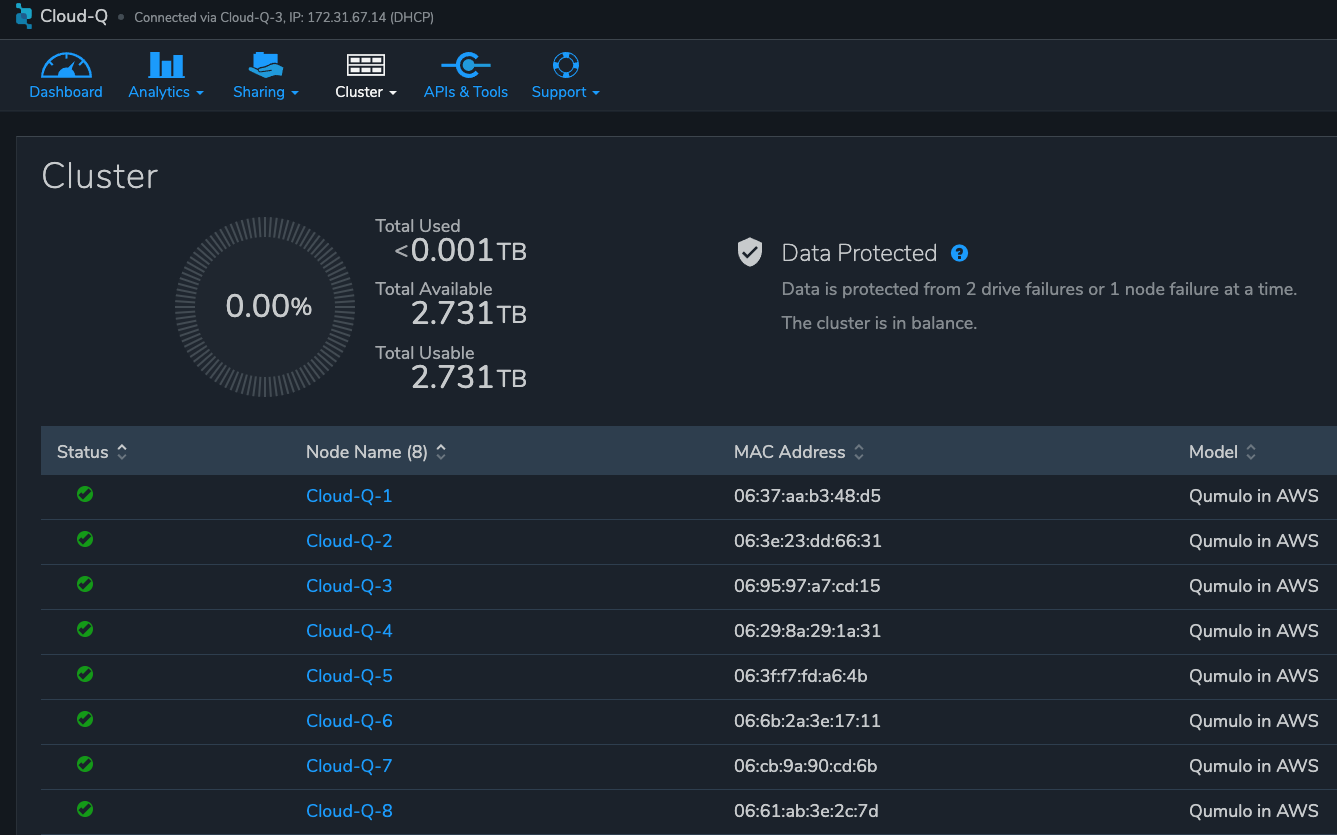 Cloud-Q • Connected via Cloud-Q-3, IP: 172.31.67.14 (DHCP)
Dashboard Analytics Sharing Cluster APIs & Tools Support
Cluster
0.00%
Total Used
<0.001TB
Total Available
2.731TB
Total Usable
2.731TB
Data Protected ?
Data is protected from 2 drive failures or 1 node failure at a time.
The cluster is in balance.
Status Node Name (8) MAC Address Model
Cloud-Q-1 06:37:aa:b3:48:d5 Qumulo in AWS
Cloud-Q-2 06:3e:23:dd:66:31 Qumulo in AWS
Cloud-Q-3 06:95:97:a7:cd:15 Qumulo in AWS
Cloud-Q-4 06:29:8a:29:1a:31 Qumulo in AWS
Cloud-Q-5 06:3f:f7:fd:a6:4b Qumulo in AWS
Cloud-Q-6 06:6b:2a:3e:17:11 Qumulo in AWS
Cloud-Q-7 06:cb:9a:90:cd:6b Qumulo in AWS
Cloud-Q-8 06:61:ab:3e:2c:7d Qumulo in AWS